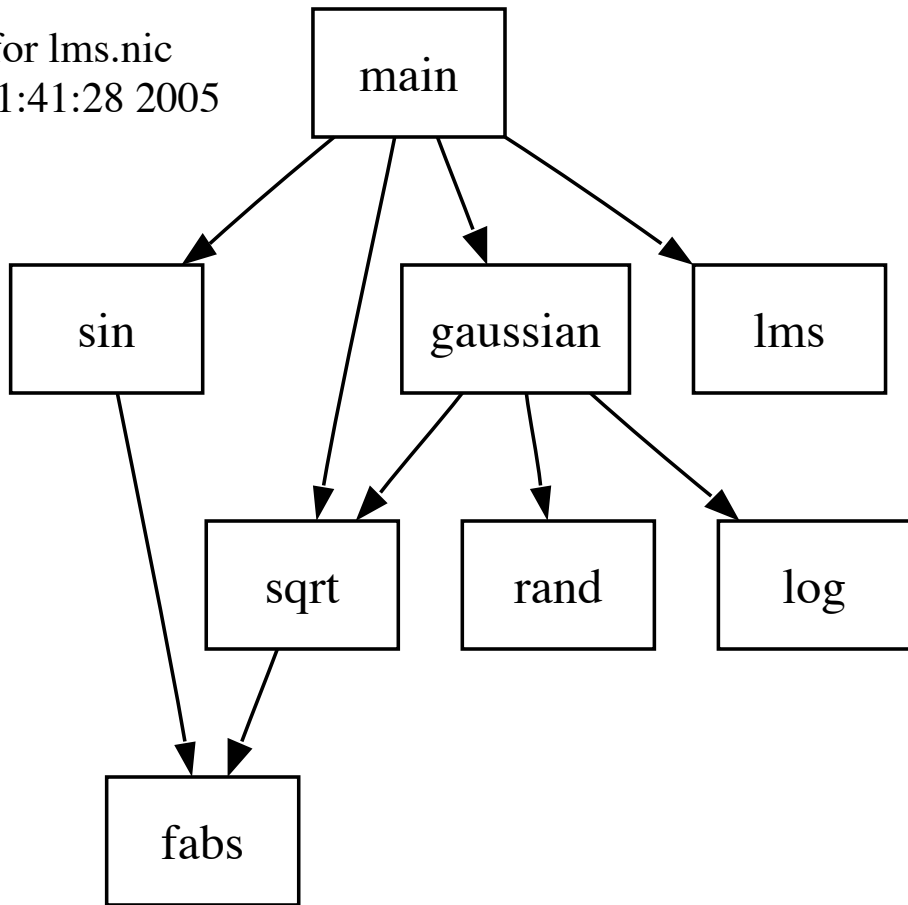 for lms.nic
1:41:28 2005
main
sin
gaussian
lms
sqrt
rand
log
fabs